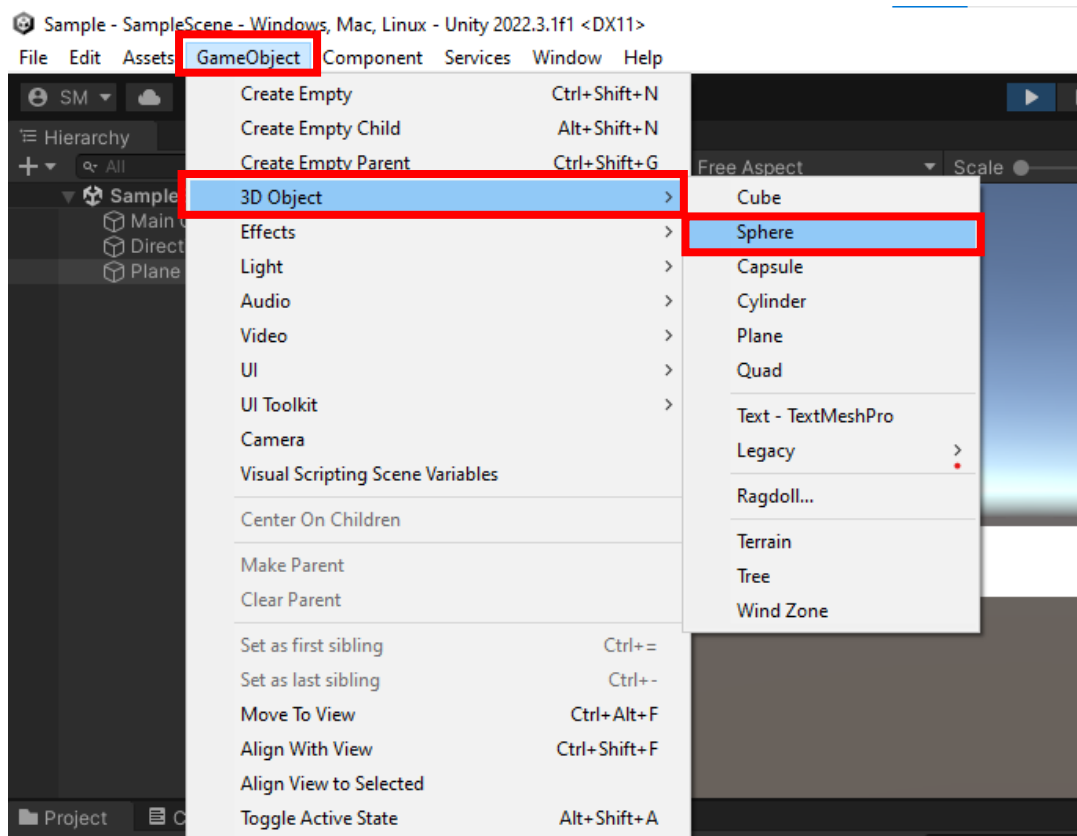 Sample - SampleScene - Windows, Mac, Linux - Unity 2022.3.1f1 <DX11>
File Edit Assets GameObject Component Services Window Help
SM
Hierarchy
All
Sample
Main
Direct
Plane
Create Empty Ctrl+Shift+N
Create Empty Child Alt+Shift+N
Create Empty Parent Ctrl+Shift+G
3D Object
Effects
Light
Audio
Video
UI
UI Toolkit
Camera
Visual Scripting Scene Variables
Center On Children
Make Parent
Clear Parent
Set as first sibling Ctrl+=
Set as last sibling Ctrl+-
Move To View Ctrl+Alt+F
Align With View Ctrl+Shift+F
Align View to Selected
Toggle Active State Alt+Shift+A
Free Aspect Scale
Cube
Sphere
Capsule
Cylinder
Plane
Quad
Text - TextMeshPro
Legacy
Ragdoll...
Terrain
Tree
Wind Zone
Project C